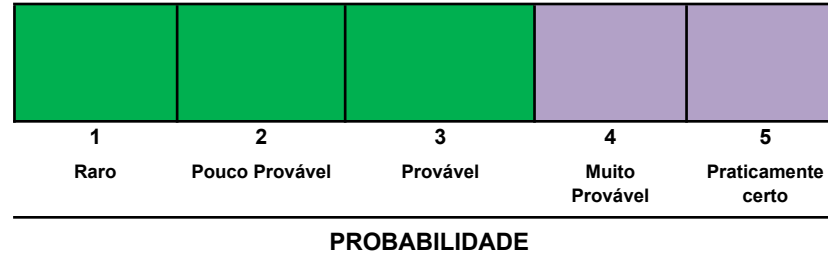 1 2 3 4 5
Raro Pouco Provável Provável Muito Provável Praticamente certo
PROBABILIDADE